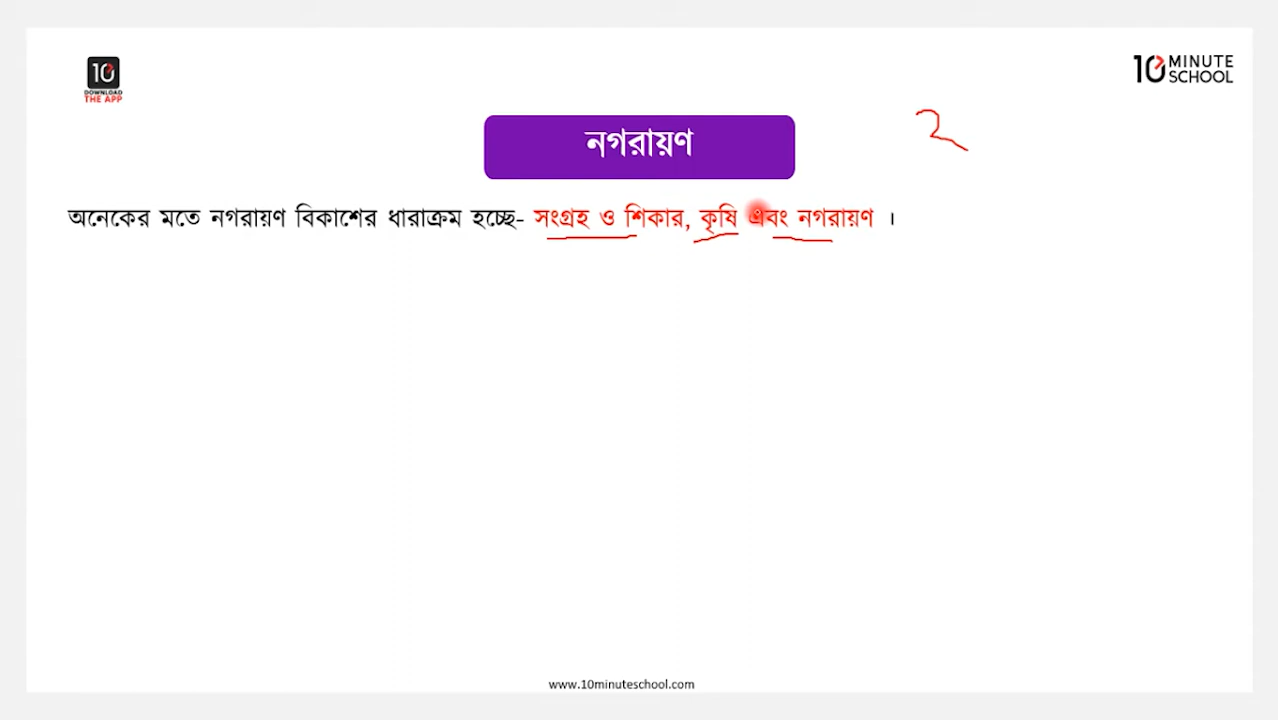 10
DOWNLOAD
THE APP
10 MINUTE
SCHOOL
নগরায়ণ
২
অনেকের মতে নগরায়ণ বিকাশের ধারাক্রম হচ্ছে- সংগ্রহ ও শিকার, কৃষি এবং নগরায়ণ ।
www.10minuteschool.com